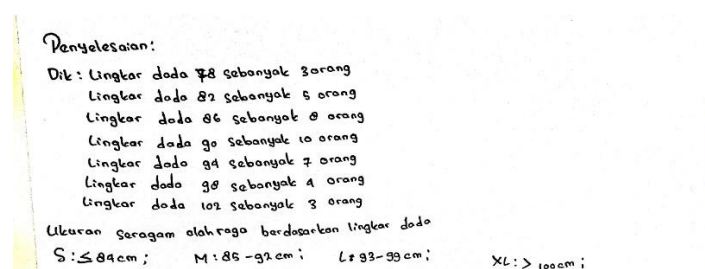 Penyelesaian:
Dik: Lingkar dada 78 sebanyak 3 orang
Lingkar dada 82 sebanyak 5 orang
Lingkar dada 86 sebanyak 8 orang
Lingkar dada 90 sebanyak 10 orang
Lingkar dada 94 sebanyak 7 orang
Lingkar dada 98 sebanyak 4 orang
Lingkar dada 102 sebanyak 3 orang
Ukuran seragam olahraga berdasarkan lingkar dada
S: ≤ 84 cm; M: 85-92 cm; L: 93-99 cm; XL: > 100 cm;